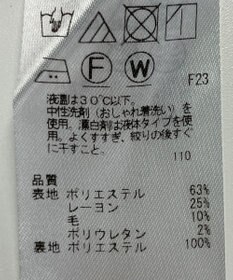 F
W
F23
液温は30℃以下。
中性洗剤（おしゃれ着洗い）を
使用。漂白剤は液体タイプを使
用。よくすすぎ、絞りの後すぐ
に干すこと。
110
品質
表地 ポリエステル 63%
レーヨン 25%
毛 10%
ポリウレタン 2%
裏地 ポリエステル 100%